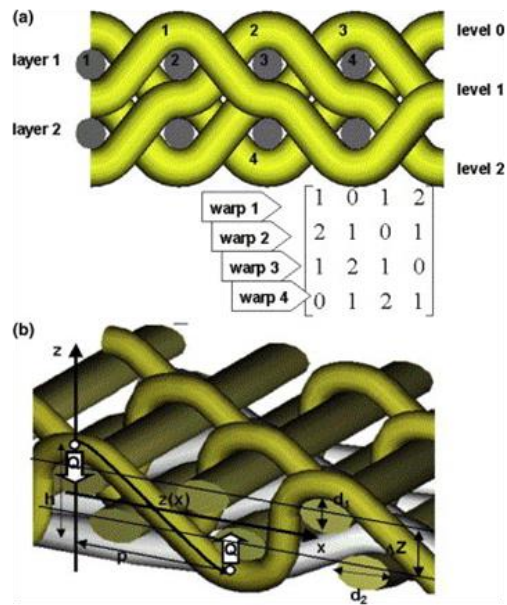 (a)
1 2 3 level 0
layer 1 1 2 3 4
level 1
layer 2
4 level 2
warp 1 1 0 1 2
warp 2 2 1 0 1
warp 3 1 2 1 0
warp 4 0 1 2 1
(b)
z
Q
h z(x) d₁
x
p Q ΔZ
d₂